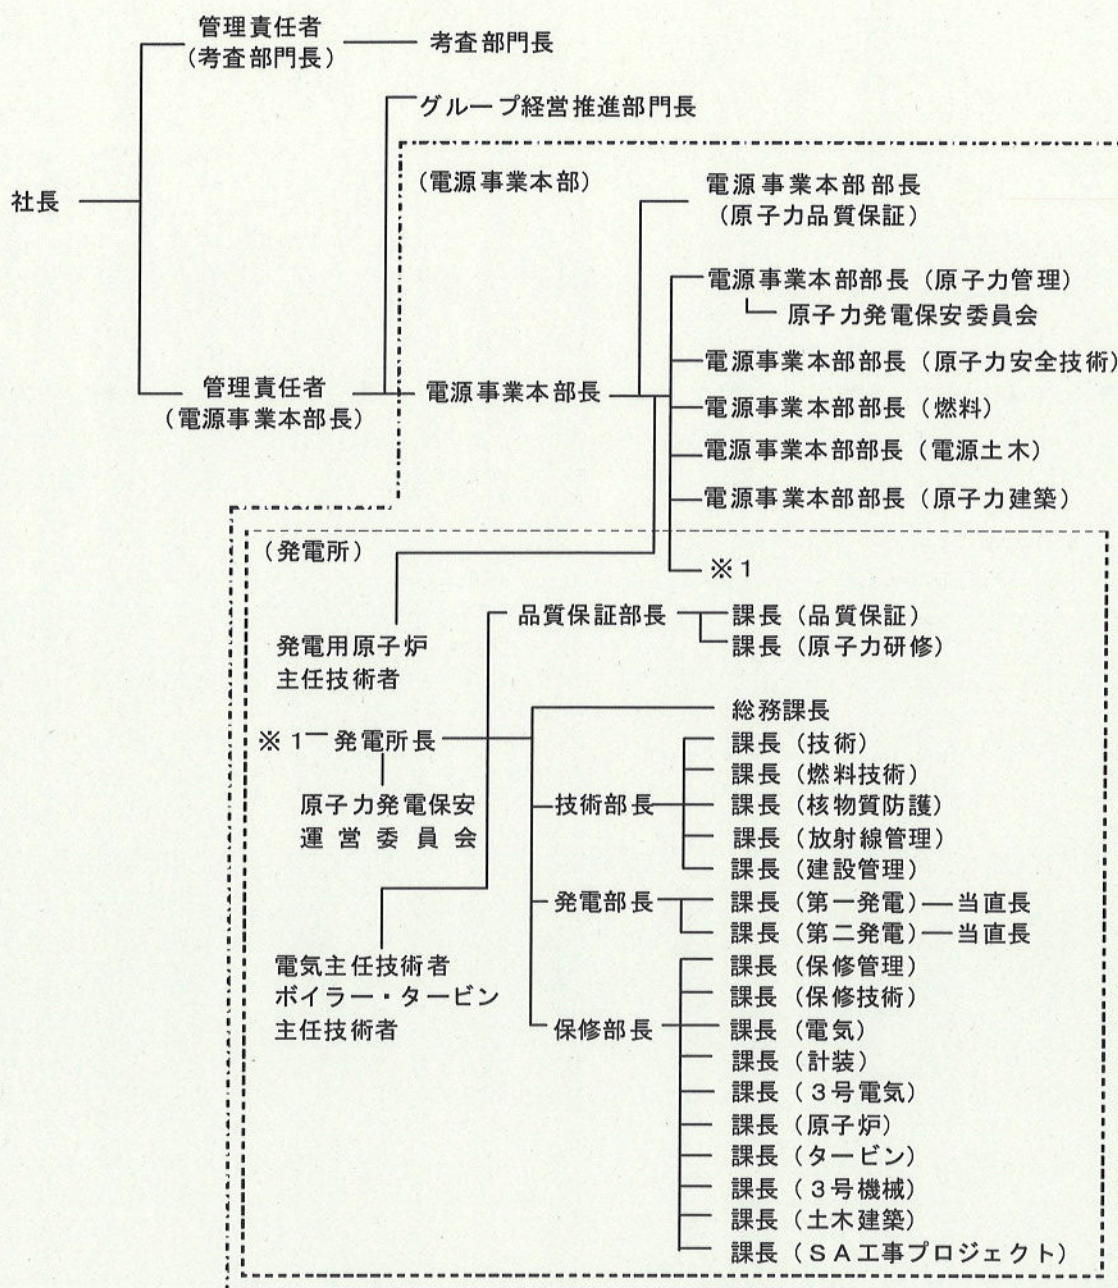 管理責任者
(考査部門長)
考査部門長
グループ経営推進部門長
社長
(電源事業本部)
電源事業本部部長
(原子力品質保証)
電源事業本部部長(原子力管理)
原子力発電保安委員会
電源事業本部部長(原子力安全技術)
管理責任者
(電源事業本部長)
電源事業本部長
電源事業本部部長(燃料)
電源事業本部部長(電源土木)
電源事業本部部長(原子力建築)
※1
(発電所)
発電用原子炉
主任技術者
品質保証部長
課長(品質保証)
課長(原子力研修)
※1
発電所長
原子力発電保安
運営委員会
総務課長
技術部長
課長(技術)
課長(燃料技術)
課長(核物質防護)
課長(放射線管理)
課長(建設管理)
発電部長
課長(第一発電)
当直長
課長(第二発電)
当直長
電気主任技術者
ボイラー・タービン
主任技術者
保修部長
課長(保修管理)
課長(保修技術)
課長(電気)
課長(計装)
課長(3号電気)
課長(原子炉)
課長(タービン)
課長(3号機械)
課長(土木建築)
課長(SA工事プロジェクト)